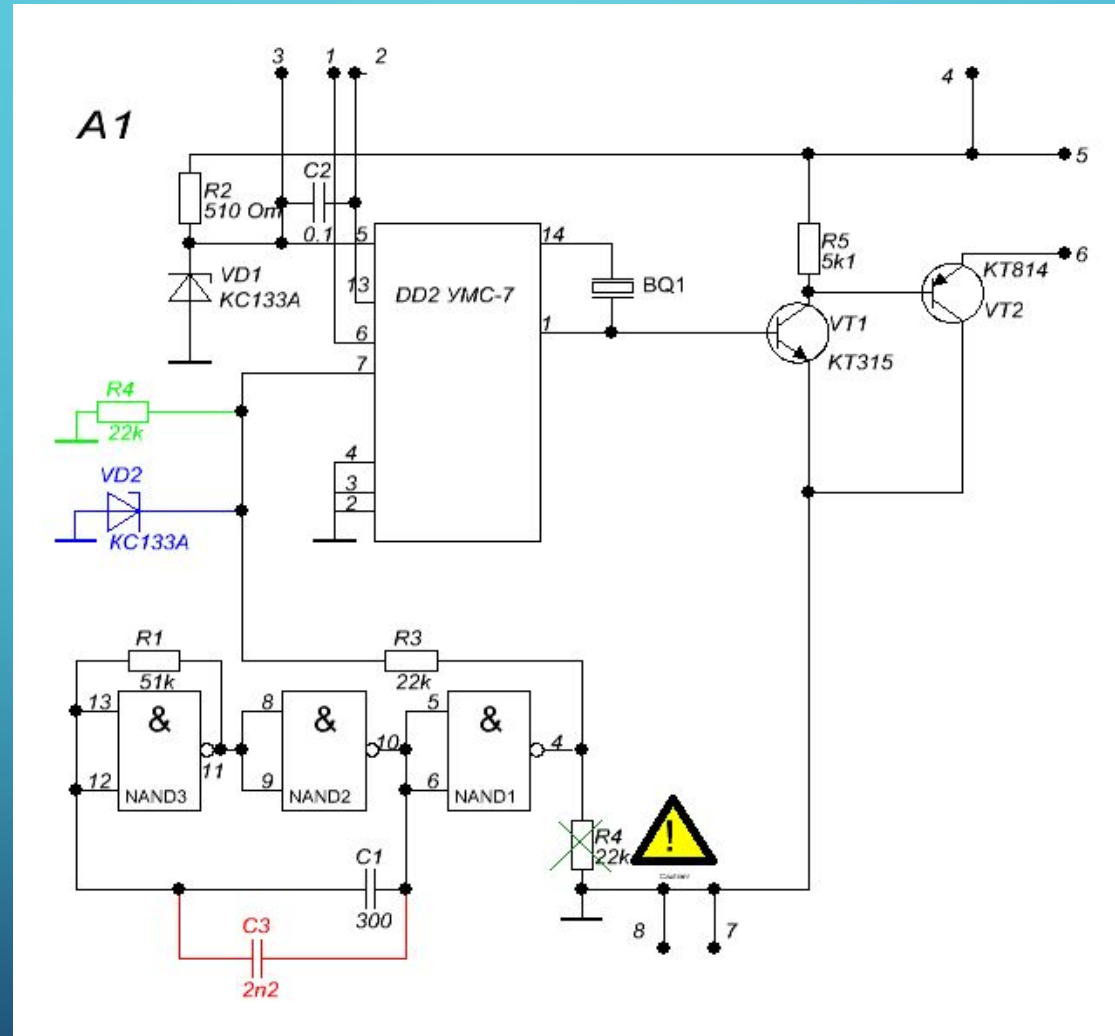 3 1 2
4
A1
5
C2
R2
510 Om
0.1
5
14
R5
5k1
6
VD1
KC133A
13
DD2 УМС-7
BQ1
KT814
VT2
6
1
VT1
7
KT315
R4
22k
4
VD2
3
2
KC133A
R1
51k
R3
22k
13
&
8
&
5
&
11
10
4
12
NAND3
9
NAND2
6
NAND1
!
R4
22k
Caution!
C1
300
C3
2n2
8
7